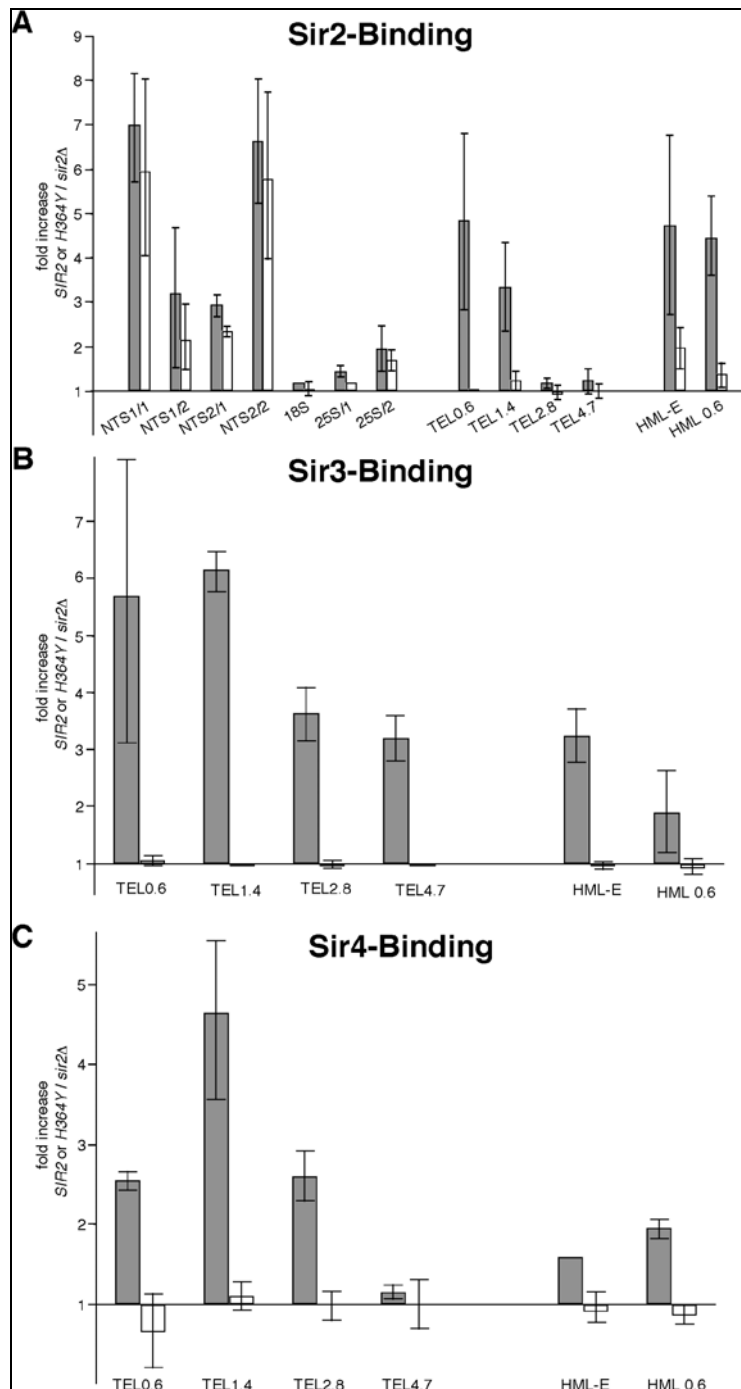 A
Sir2-Binding
fold increase
SIR2 or H364Y / sir2Δ
9
8
7
6
5
4
3
2
1
NTS1/1 NTS1/2 NTS2/1 NTS2/2 18S 25S/1 25S/2 TEL0.6 TEL1.4 TEL2.8 TEL4.7 HML-E HML 0.6
B
Sir3-Binding
fold increase
SIR2 or H364Y / sir2Δ
7
6
5
4
3
2
1
TEL0.6 TEL1.4 TEL2.8 TEL4.7 HML-E HML 0.6
C
Sir4-Binding
fold increase
SIR2 or H364Y / sir2Δ
5
4
3
2
1
TEL0.6 TEL1.4 TEL2.8 TEL4.7 HML-E HML 0.6